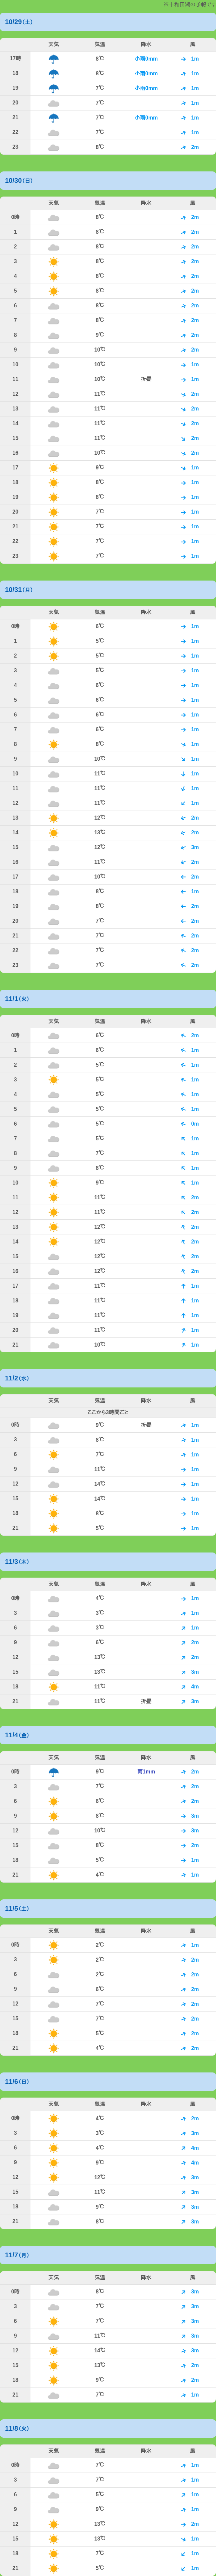 ※十和田湖の予報です
10/29（土）
天気 気温 降水 風
17時 8℃ 小雨0mm 1m
18 8℃ 小雨0mm 1m
19 7℃ 小雨0mm 1m
20 7℃ 1m
21 7℃ 小雨0mm 1m
22 7℃ 1m
23 8℃ 2m
10/30（日）
天気 気温 降水 風
0時 8℃ 2m
1 8℃ 2m
2 8℃ 2m
3 8℃ 2m
4 8℃ 2m
5 8℃ 2m
6 8℃ 2m
7 8℃ 2m
8 9℃ 2m
9 10℃ 2m
10 10℃ 1m
11 10℃ 折畳 1m
12 11℃ 2m
13 11℃ 2m
14 11℃ 2m
15 11℃ 2m
16 10℃ 2m
17 9℃ 1m
18 8℃ 1m
19 8℃ 1m
20 7℃ 1m
21 7℃ 1m
22 7℃ 1m
23 7℃ 1m
10/31（月）
天気 気温 降水 風
0時 6℃ 1m
1 5℃ 1m
2 5℃ 1m
3 5℃ 1m
4 6℃ 1m
5 6℃ 1m
6 6℃ 1m
7 6℃ 1m
8 8℃ 1m
9 10℃ 1m
10 11℃ 1m
11 11℃ 1m
12 11℃ 1m
13 12℃ 2m
14 13℃ 2m
15 12℃ 3m
16 11℃ 2m
17 10℃ 2m
18 8℃ 1m
19 8℃ 2m
20 7℃ 2m
21 7℃ 2m
22 7℃ 2m
23 7℃ 2m
11/1（火）
天気 気温 降水 風
0時 6℃ 2m
1 6℃ 1m
2 5℃ 1m
3 5℃ 1m
4 5℃ 1m
5 5℃ 1m
6 5℃ 0m
7 5℃ 1m
8 7℃ 1m
9 8℃ 1m
10 9℃ 1m
11 11℃ 2m
12 11℃ 2m
13 12℃ 2m
14 12℃ 2m
15 12℃ 2m
16 12℃ 2m
17 11℃ 1m
18 11℃ 1m
19 11℃ 1m
20 11℃ 1m
21 10℃ 1m
11/2（水）
天気 気温 降水 風
ここから3時間ごと
0時 9℃ 折畳 1m
3 8℃ 1m
6 7℃ 1m
9 11℃ 1m
12 14℃ 1m
15 14℃ 1m
18 8℃ 1m
21 5℃ 1m
11/3（木）
天気 気温 降水 風
0時 4℃ 1m
3 3℃ 1m
6 3℃ 1m
9 6℃ 2m
12 13℃ 2m
15 13℃ 3m
18 11℃ 4m
21 11℃ 折畳 3m
11/4（金）
天気 気温 降水 風
0時 9℃ 雨1mm 2m
3 7℃ 2m
6 6℃ 2m
9 8℃ 3m
12 10℃ 3m
15 8℃ 2m
18 5℃ 1m
21 4℃ 1m
11/5（土）
天気 気温 降水 風
0時 2℃ 1m
3 2℃ 2m
6 2℃ 2m
9 6℃ 2m
12 7℃ 2m
15 7℃ 2m
18 5℃ 2m
21 4℃ 2m
11/6（日）
天気 気温 降水 風
0時 4℃ 2m
3 3℃ 3m
6 4℃ 4m
9 9℃ 4m
12 12℃ 3m
15 11℃ 3m
18 9℃ 3m
21 8℃ 3m
11/7（月）
天気 気温 降水 風
0時 8℃ 3m
3 7℃ 3m
6 7℃ 3m
9 11℃ 3m
12 14℃ 3m
15 13℃ 2m
18 9℃ 2m
21 7℃ 1m
11/8（火）
天気 気温 降水 風
0時 7℃ 1m
3 7℃ 1m
6 5℃ 1m
9 9℃ 1m
12 13℃ 2m
15 13℃ 1m
18 7℃ 1m
21 5℃ 1m